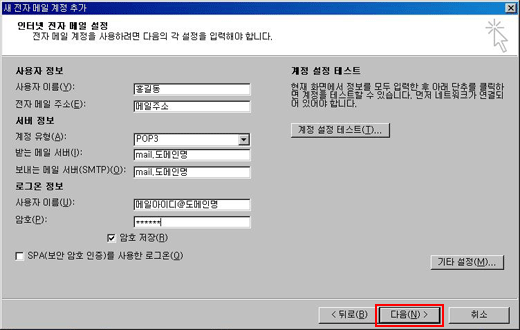 새 전자 메일 계정 추가
인터넷 전자 메일 설정
전자 메일 계정을 사용하려면 다음의 각 설정을 입력해야 합니다.
사용자 정보
사용자 이름(Y): 홍길동
전자 메일 주소(E): 메일주소
서버 정보
계정 유형(A): POP3
받는 메일 서버(I): mail.도메인명
보내는 메일 서버(SMTP)(O): mail.도메인명
로그온 정보
사용자 이름(U): 메일아이디@도메인명
암호(P): ******
암호 저장(R)
SPA(보안 암호 인증)를 사용한 로그온(Q)
계정 설정 테스트
현재 화면에서 정보를 모두 입력한 후 아래 단추를 클릭하
면 계정을 테스트할 수 있습니다. 먼저 네트워크가 연결되
어 있어야 합니다.
계정 설정 테스트(T)...
기타 설정(M)...
< 뒤로(B)
다음(N) >
취소